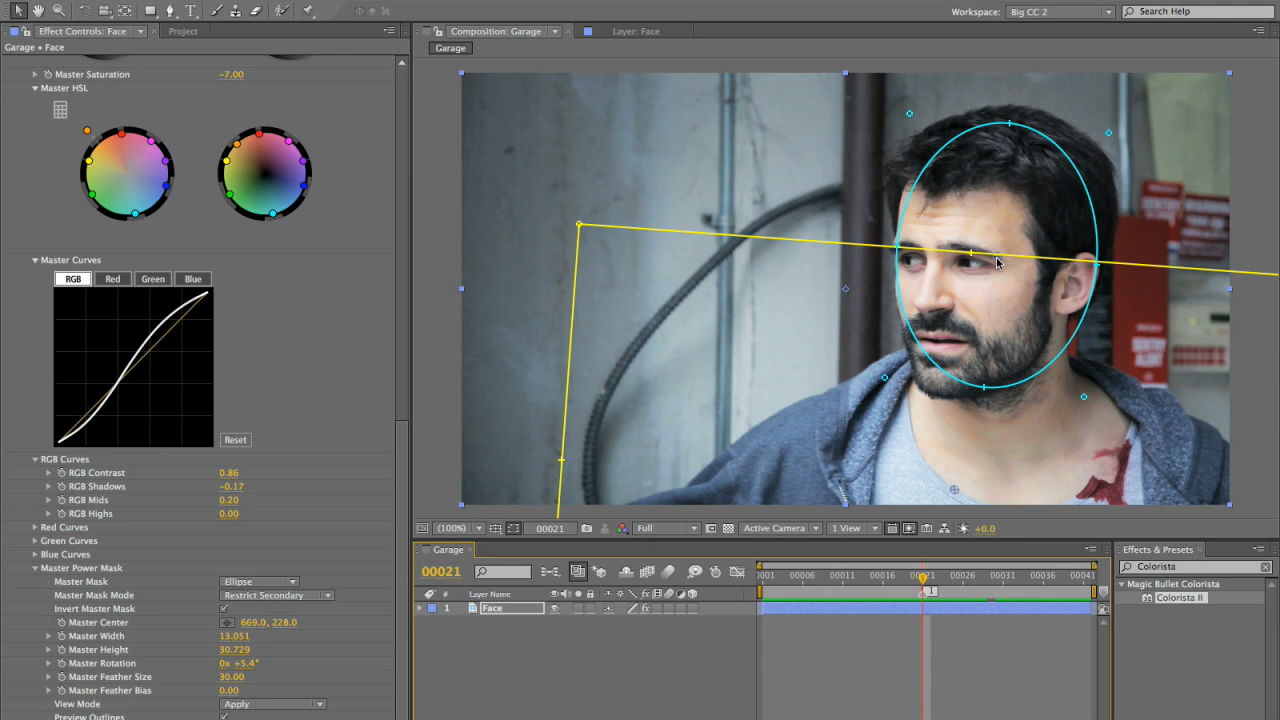 Workspace: Big CC 2 Search Help
Effect Controls: Face Project
Composition: Garage Layer: Face
Garage • Face
Garage
Master Saturation -7.00
Master HSL
Master Curves
RGB Red Green Blue
Reset
RGB Curves
RGB Contrast 0.86
RGB Shadows -0.17
RGB Mids 0.20
RGB Highs 0.00
Red Curves
Green Curves
Blue Curves
Master Power Mask
Master Mask Ellipse
Master Mask Mode Restrict Secondary
Invert Master Mask
Master Center 669.0, 228.0
Master Width 13.051
Master Height 30.729
Master Rotation 0x +5.4°
Master Feather Size 30.00
Master Feather Bias 0.00
View Mode Apply
Preview Outlines
SENTRY
ALERT
(100%) 00021 Full Active Camera 1 View +0.0
Garage
00021
0001 00006 00011 00016 00021 00026 00031 00036 00041
# Layer Name
1
1 Face
Effects & Presets
Colorista
Magic Bullet Colorista
Colorista II